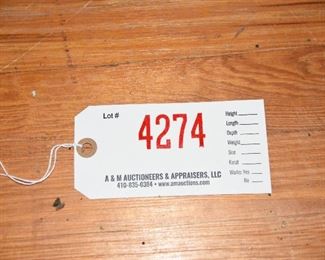 Lot #
4274
Height
Length
Depth
Weight
Size
Karat
Works: Yes
No
A & M AUCTIONEERS & APPRAISERS, LLC
410-835-0384 • www.amauctions.com